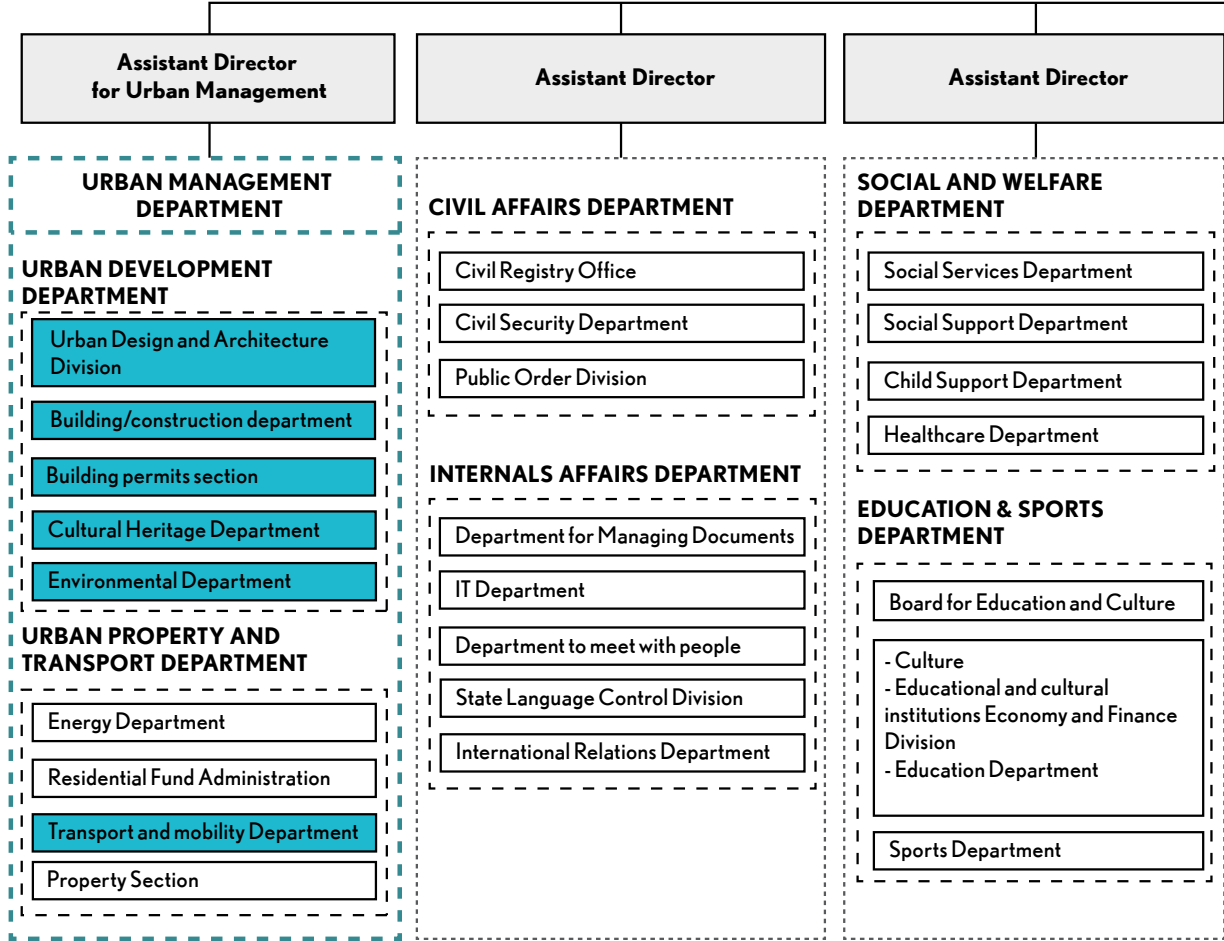 Assistant Director
for Urban Management
Assistant Director
Assistant Director
URBAN MANAGEMENT
DEPARTMENT
URBAN DEVELOPMENT
DEPARTMENT
Urban Design and Architecture
Division
Building/construction department
Building permits section
Cultural Heritage Department
Environmental Department
URBAN PROPERTY AND
TRANSPORT DEPARTMENT
Energy Department
Residential Fund Administration
Transport and mobility Department
Property Section
CIVIL AFFAIRS DEPARTMENT
Civil Registry Office
Civil Security Department
Public Order Division
INTERNALS AFFAIRS DEPARTMENT
Department for Managing Documents
IT Department
Department to meet with people
State Language Control Division
International Relations Department
SOCIAL AND WELFARE
DEPARTMENT
Social Services Department
Social Support Department
Child Support Department
Healthcare Department
EDUCATION & SPORTS
DEPARTMENT
Board for Education and Culture
- Culture
- Educational and cultural
institutions Economy and Finance
Division
- Education Department
Sports Department